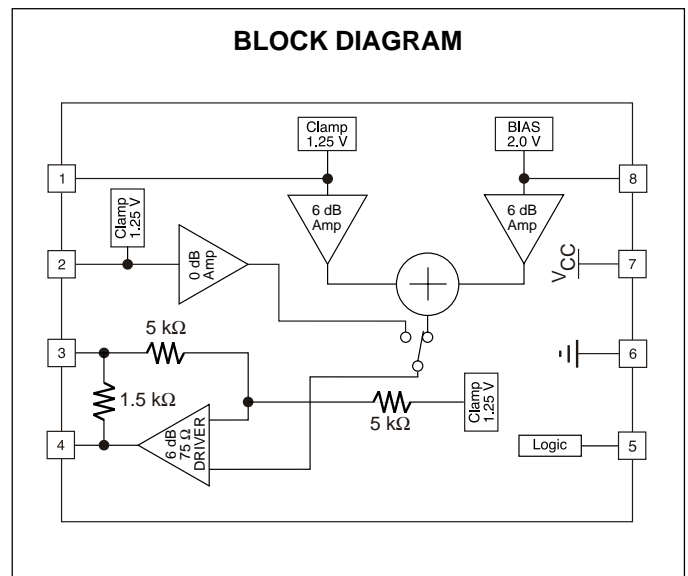 BLOCK DIAGRAM
Clamp
1.25 V
BIAS
2.0 V
1
8
6 dB
Amp
6 dB
Amp
Clamp
1.25 V
2
0 dB
Amp
VCC
7
3
5 kΩ
6
1.5 kΩ
5 kΩ
Clamp
1.25 V
4
6 dB
75 Ω
DRIVER
Logic
5